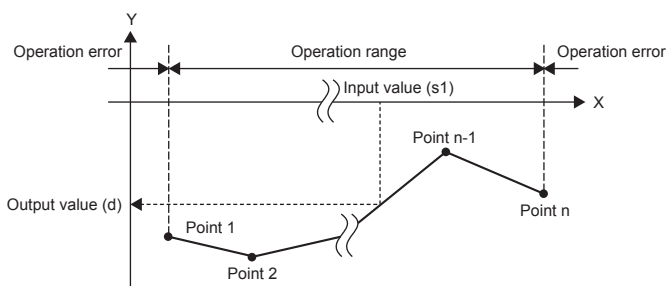 Y
Operation error
Operation range
Operation error
Input value (s1)
X
Point n-1
Output value (d)
Point n
Point 1
Point 2